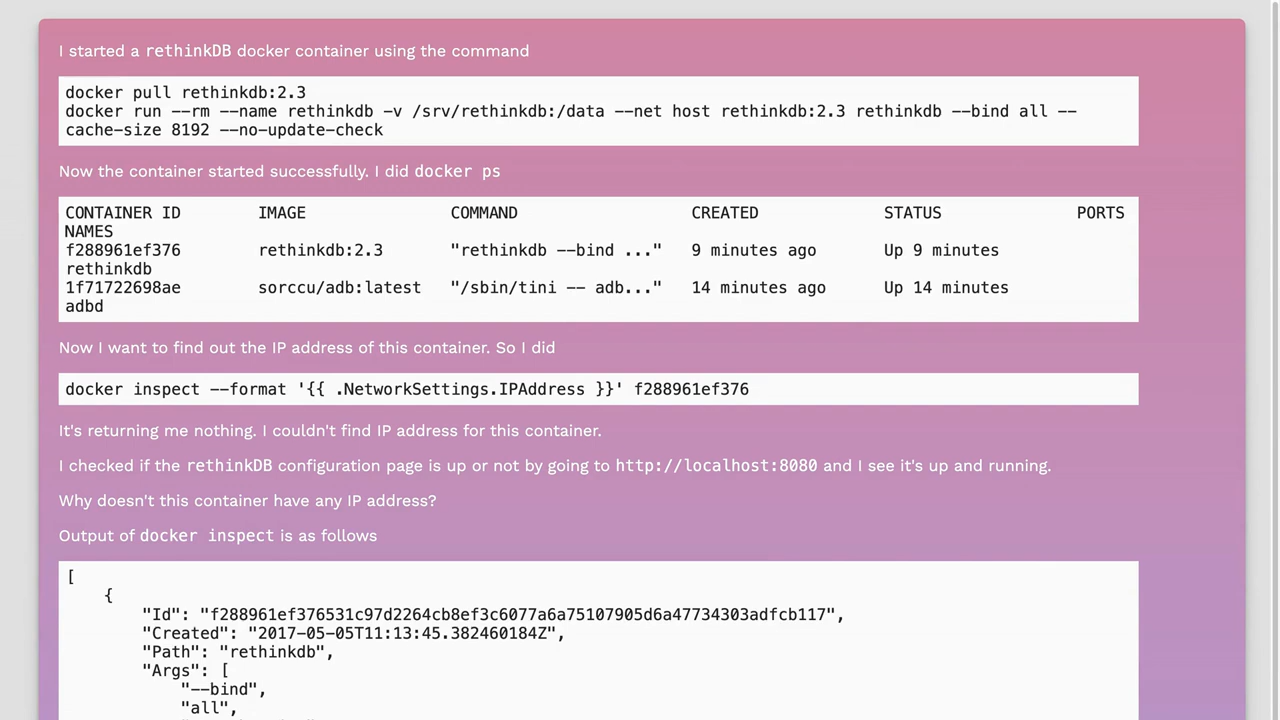 I started a rethinkDB docker container using the command
docker pull rethinkdb:2.3
docker run --rm --name rethinkdb -v /srv/rethinkdb:/data --net host rethinkdb:2.3 rethinkdb --bind all --
cache-size 8192 --no-update-check
Now the container started successfully. I did docker ps
CONTAINER ID        IMAGE               COMMAND                  CREATED             STATUS              PORTS
NAMES
f288961ef376        rethinkdb:2.3       "rethinkdb --bind ..."   9 minutes ago       Up 9 minutes
rethinkdb
1f71722698ae        sorccu/adb:latest   "/sbin/tini -- adb..."   14 minutes ago      Up 14 minutes
adbd
Now I want to find out the IP address of this container. So I did
docker inspect --format '{{ .NetworkSettings.IPAddress }}' f288961ef376
It's returning me nothing. I couldn't find IP address for this container.
I checked if the rethinkDB configuration page is up or not by going to http://localhost:8080 and I see it's up and running.
Why doesn't this container have any IP address?
Output of docker inspect is as follows
[
    {
        "Id": "f288961ef376531c97d2264cb8ef3c6077a6a75107905d6a47734303adfcb117",
        "Created": "2017-05-05T11:13:45.382460184Z",
        "Path": "rethinkdb",
        "Args": [
            "--bind",
            "all",